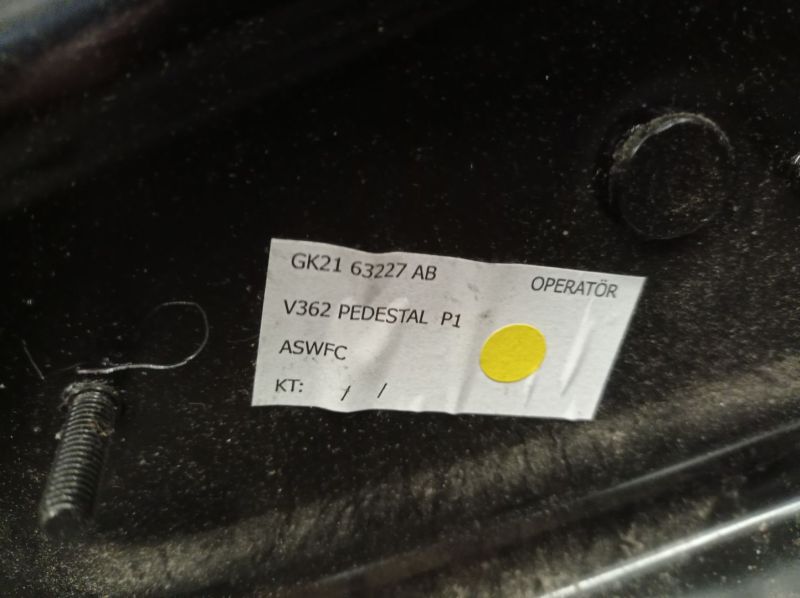 GK21 63227 AB
OPERATÖR
V362 PEDESTAL P1
ASWFC
KT: / /